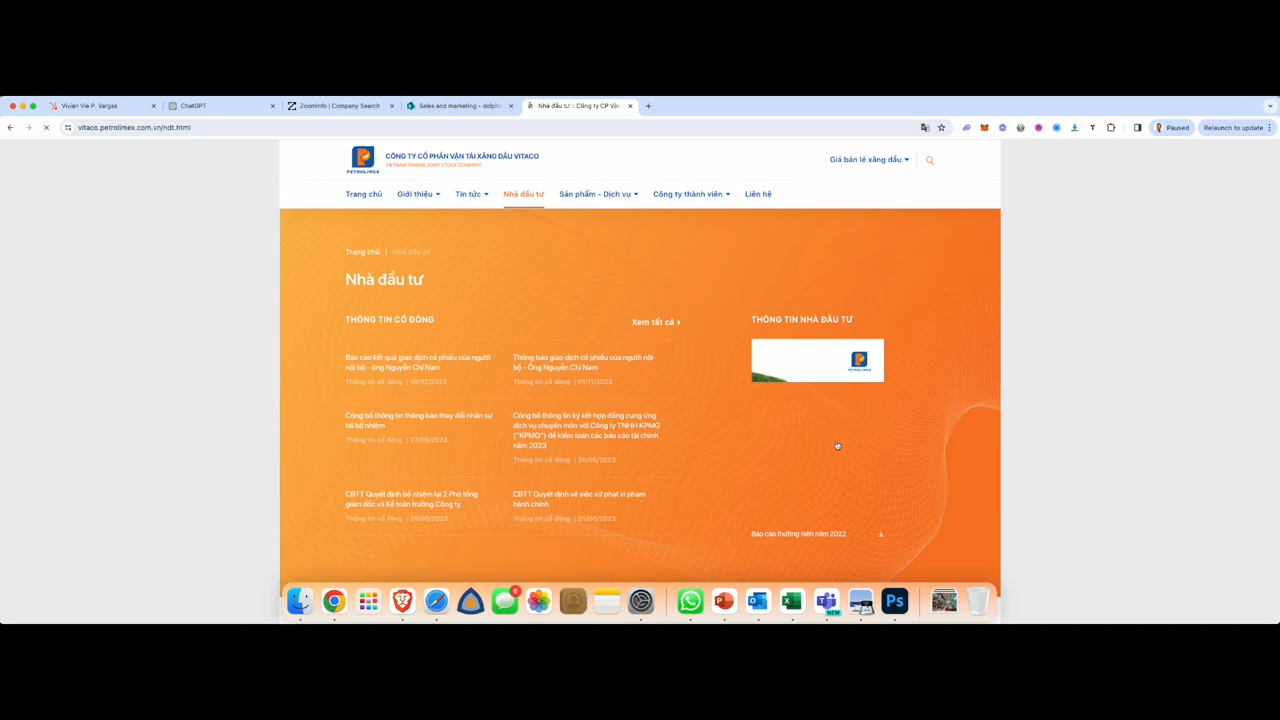 Vivian Vie P. Vargas
ChatGPT
ZoomInfo | Company Search
Sales and marketing - dolphi
Nhà đầu tư :: Công ty CP Vận
vitaco.petrolimex.com.vn/ndt.html
Paused
Relaunch to update
PETROLIMEX
CÔNG TY CỔ PHẦN VẬN TẢI XĂNG DẦU VITACO
VIETNAM TANKER JOINT STOCK COMPANY
Giá bán lẻ xăng dầu
Trang chủ
Giới thiệu
Tin tức
Nhà đầu tư
Sản phẩm - Dịch vụ
Công ty thành viên
Liên hệ
Trang chủ | Nhà đầu tư
Nhà đầu tư
THÔNG TIN CỔ ĐÔNG
Xem tất cả
Báo cáo kết quả giao dịch cổ phiếu của người
nội bộ - ông Nguyễn Chí Nam
Thông tin cổ đông | 06/12/2023
Thông báo giao dịch cổ phiếu của người nội
bộ - Ông Nguyễn Chí Nam
Thông tin cổ đông | 01/11/2023
Công bố thông tin thông báo thay đổi nhân sự
tái bổ nhiệm
Thông tin cổ đông | 27/06/2023
Công bố thông tin ký kết hợp đồng cung ứng
dịch vụ chuyên môn với Công ty TNHH KPMG
("KPMG") để kiểm toán các báo cáo tài chính
năm 2023
Thông tin cổ đông | 26/06/2023
CBTT Quyết định bổ nhiệm lại 2 Phó tổng
giám đốc và Kế toán trưởng Công ty
Thông tin cổ đông | 26/06/2023
CBTT Quyết định về việc xử phạt vi phạm
hành chính
Thông tin cổ đông | 05/06/2023
THÔNG TIN NHÀ ĐẦU TƯ
PETROLIMEX
Báo cáo thường niên năm 2022
6
NEW
Ps